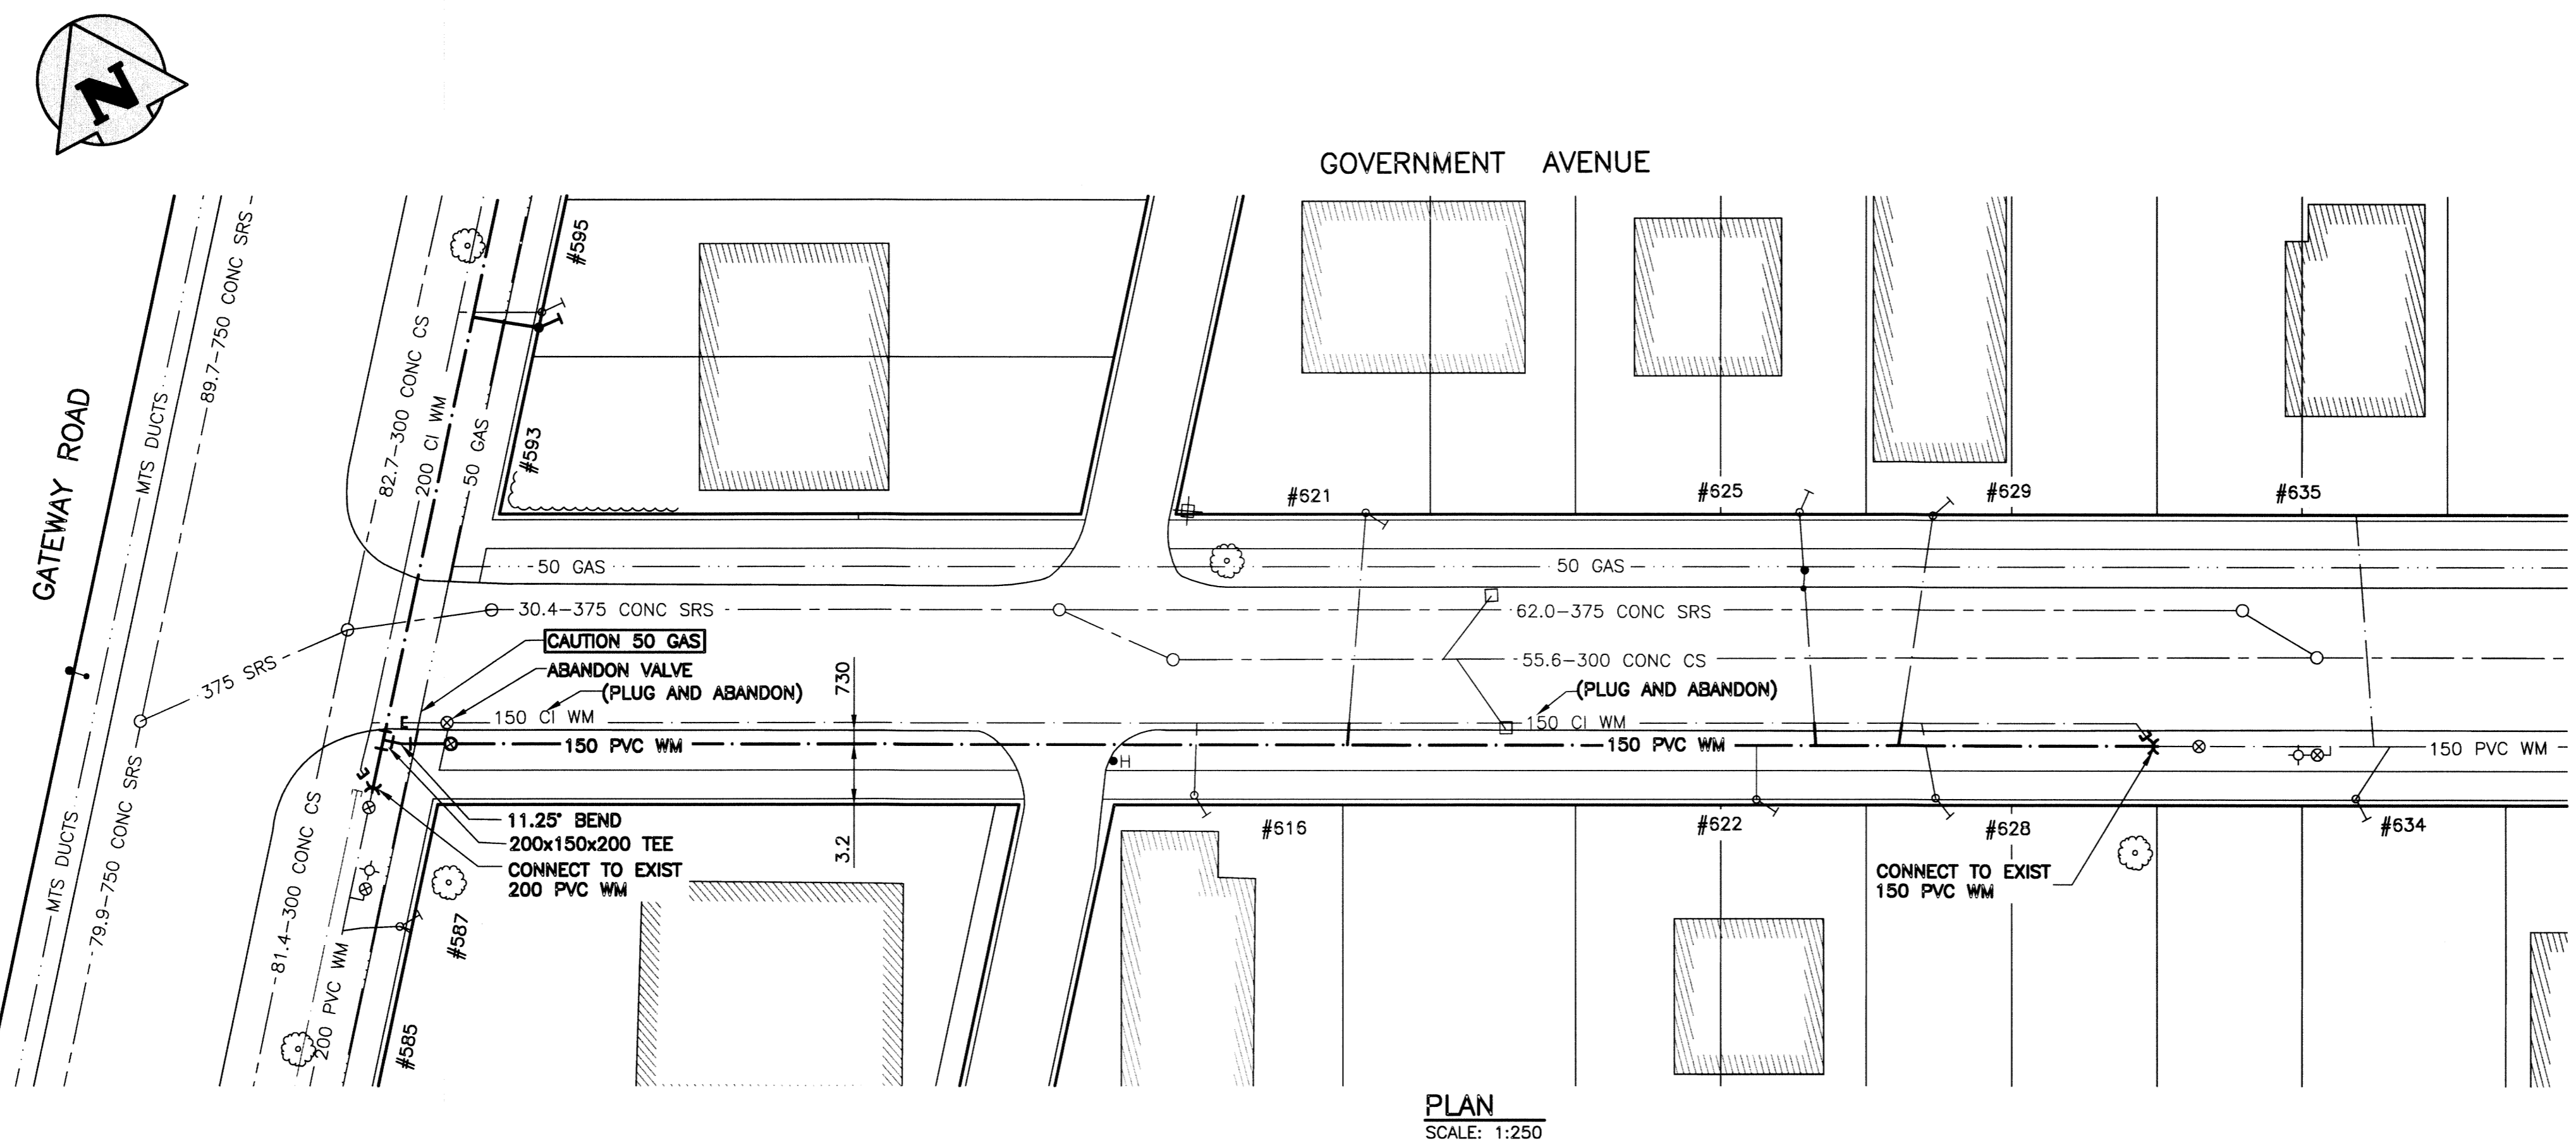 N
GOVERNMENT AVENUE
GATEWAY ROAD
MTS DUCTS
89.7-750 CONC SRS
82.7-300 CONC CS
200 CI WM
50 GAS
#595
#593
#621
#625
#629
#635
50 GAS
50 GAS
30.4-375 CONC SRS
62.0-375 CONC SRS
375 SRS
CAUTION 50 GAS
ABANDON VALVE
(PLUG AND ABANDON)
150 CI WM
730
55.6-300 CONC CS
(PLUG AND ABANDON)
150 CI WM
E
150 PVC WM
150 PVC WM
150 PVC WM
H
E
E
11.25° BEND
200x150x200 TEE
CONNECT TO EXIST
200 PVC WM
3.2
#616
#622
#628
#634
CONNECT TO EXIST
150 PVC WM
MTS DUCTS
79.9-750 CONC SRS
81.4-300 CONC CS
200 PVC WM
#587
#585
PLAN
SCALE: 1:250